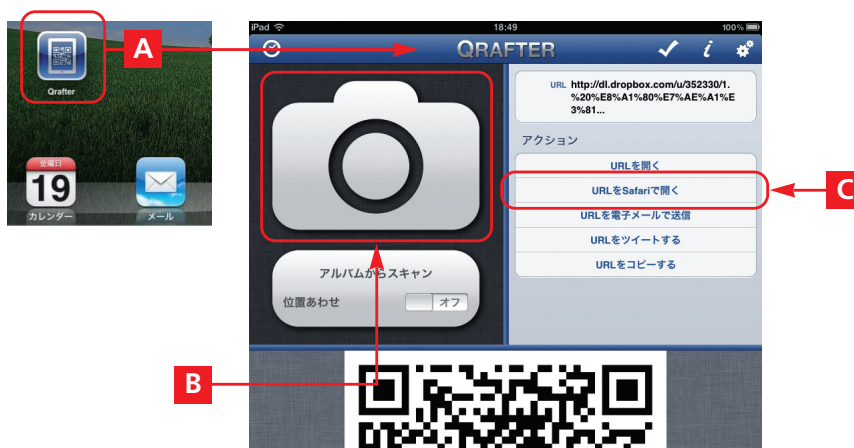 Qrafter
金曜日
19
カレンダー
メール
A
iPad
18:49
100%
QRAFTER
URL http://dl.dropbox.com/u/352330/1.
%20%E8%A1%80%E7%AE%A1%E
3%81...
アクション
URLを開く
URLをSafariで開く
URLを電子メールで送信
URLをツイートする
URLをコピーする
C
アルバムからスキャン
位置あわせ
オフ
B